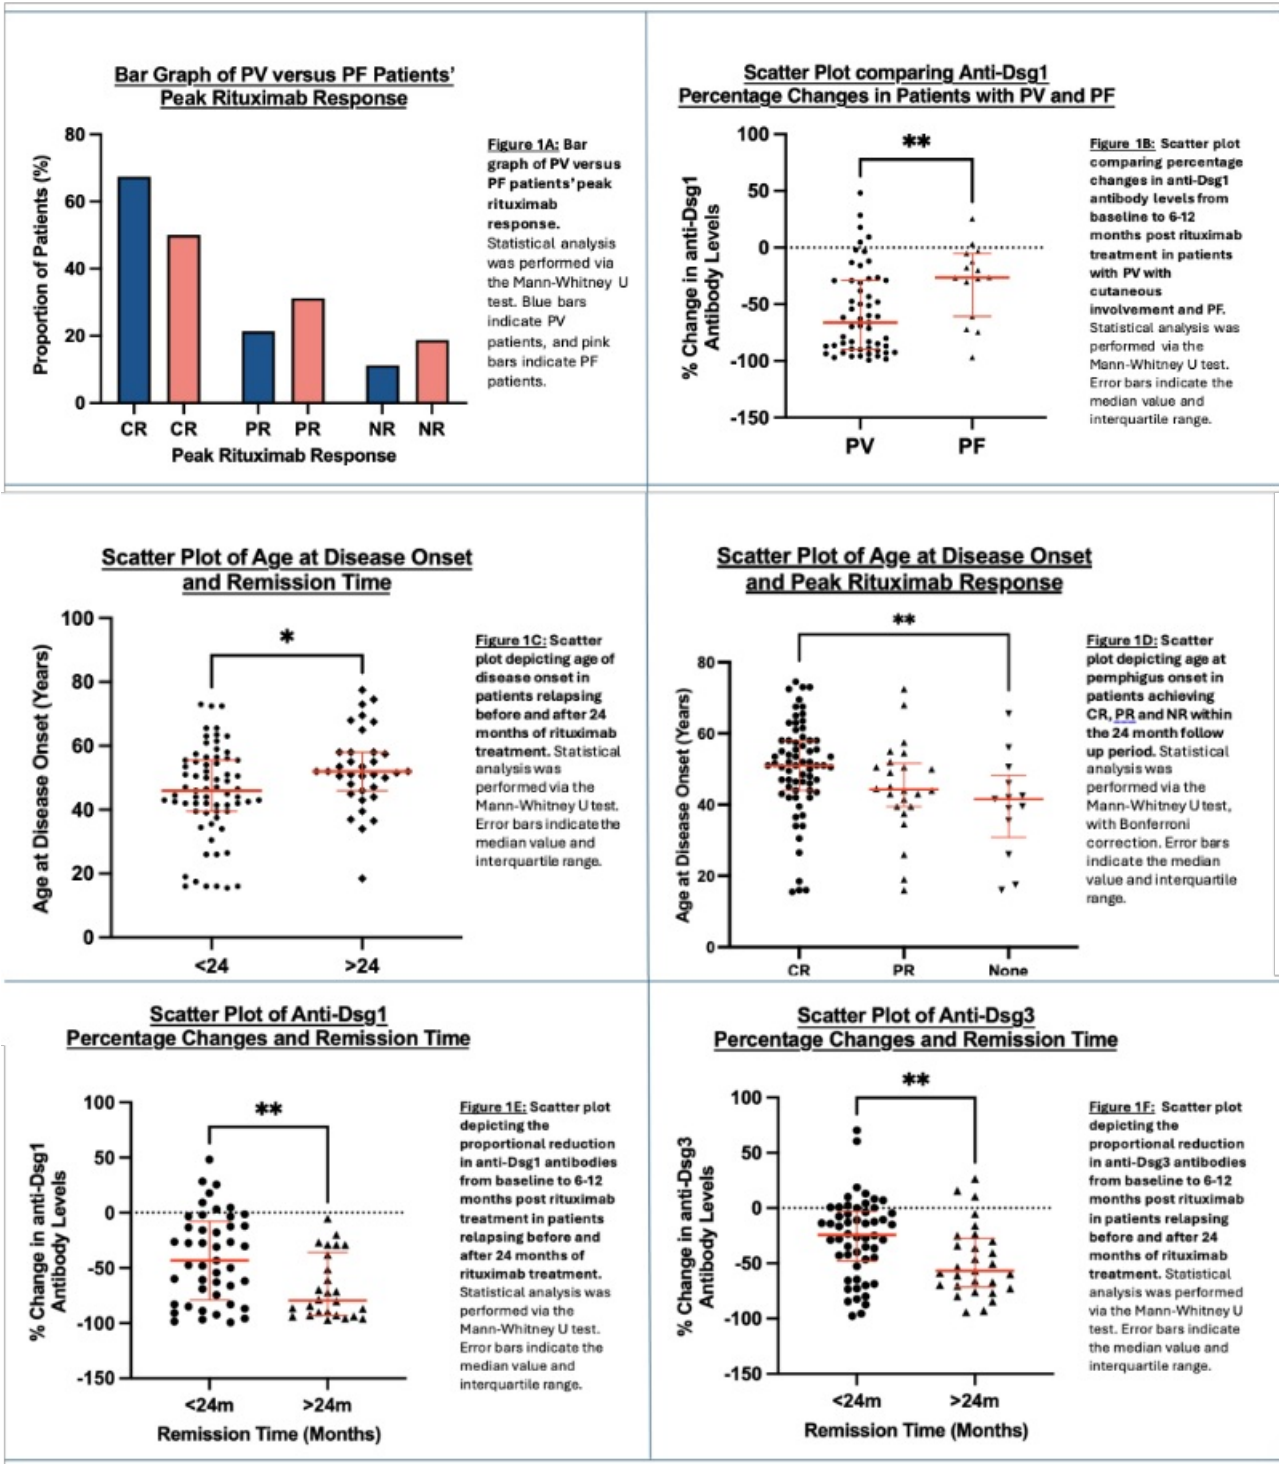 Bar Graph of PV versus PF Patients'
Peak Rituximab Response
Proportion of Patients (%)
80
60
40
20
0
CR CR PR PR NR NR
Peak Rituximab Response
Figure 1A: Bar
graph of PV versus
PF patients' peak
rituximab
response.
Statistical analysis
was performed via
the Mann-Whitney U
test. Blue bars
indicate PV
patients, and pink
bars indicate PF
patients.
Scatter Plot comparing Anti-Dsg1
Percentage Changes in Patients with PV and PF
% Change in anti-Dsg1
Antibody Levels
100
50
0
-50
-100
-150
**
PV PF
Figure 1B: Scatter plot
comparing percentage
changes in anti-Dsg1
antibody levels from
baseline to 6-12
months post rituximab
treatment in patients
with PV with
cutaneous
involvement and PF.
Statistical analysis was
performed via the
Mann-Whitney U test.
Error bars indicate the
median value and
interquartile range.
Scatter Plot of Age at Disease Onset
and Remission Time
Age at Disease Onset (Years)
100
80
60
40
20
0
*
<24 >24
Figure 1C: Scatter
plot depicting age of
disease onset in
patients relapsing
before and after 24
months of rituximab
treatment. Statistical
analysis was
performed via the
Mann-Whitney U test.
Error bars indicate the
median value and
interquartile range.
Scatter Plot of Age at Disease Onset
and Peak Rituximab Response
Age at Disease Onset (Years)
80
60
40
20
0
**
CR PR None
Figure 1D: Scatter
plot depicting age at
pemphigus onset in
patients achieving
CR, PR and NR within
the 24 month follow
up period. Statistical
analysis was
performed via the
Mann-Whitney U test,
with Bonferroni
correction. Error bars
indicate the median
value and interquartile
range.
Scatter Plot of Anti-Dsg1
Percentage Changes and Remission Time
% Change in anti-Dsg1
Antibody Levels
100
50
0
-50
-100
-150
**
<24m >24m
Remission Time (Months)
Figure 1E: Scatter plot
depicting the
proportional reduction
in anti-Dsg1 antibodies
from baseline to 6-12
months post rituximab
treatment in patients
relapsing before and
after 24 months of
rituximab treatment.
Statistical analysis was
performed via the
Mann-Whitney U test.
Error bars indicate the
median value and
interquartile range.
Scatter Plot of Anti-Dsg3
Percentage Changes and Remission Time
% Change in anti-Dsg3
Antibody Levels
100
50
0
-50
-100
-150
**
<24m >24m
Remission Time (Months)
Figure 1F: Scatter plot
depicting the
proportional reduction
in anti-Dsg3 antibodies
from baseline to 6-12
months post rituximab
in patients relapsing
before and after 24
months of rituximab
treatment. Statistical
analysis was performed
via the Mann-Whitney U
test. Error bars indicate
the median value and
interquartile range.